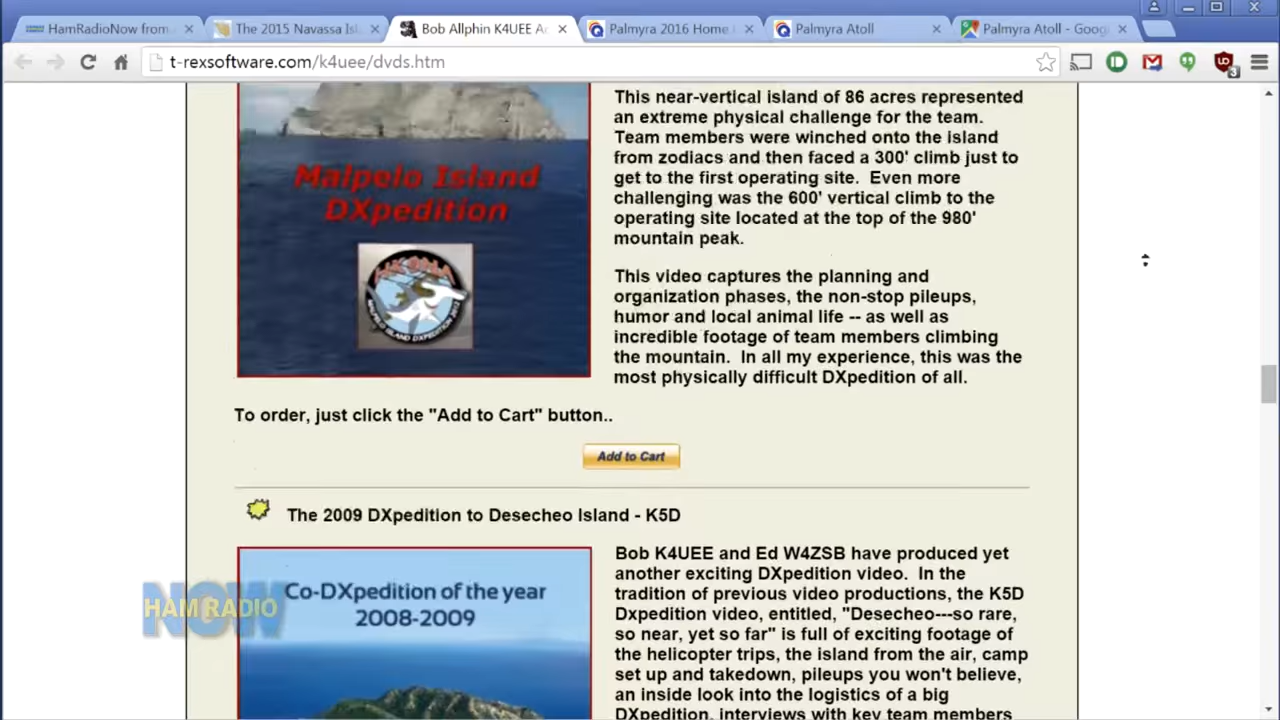 HamRadioNow from
The 2015 Navassa Isl
Bob Allphin K4UEE Ac
Palmyra 2016 Home
Palmyra Atoll
Palmyra Atoll - Goog
t-rexsoftware.com/k4uee/dvds.htm
3
Malpelo Island
DXpedition
MALPELO ISLAND DXPEDITION
This near-vertical island of 86 acres represented
an extreme physical challenge for the team.
Team members were winched onto the island
from zodiacs and then faced a 300' climb just to
get to the first operating site.  Even more
challenging was the 600' vertical climb to the
operating site located at the top of the 980'
mountain peak.
This video captures the planning and
organization phases, the non-stop pileups,
humor and local animal life -- as well as
incredible footage of team members climbing
the mountain.  In all my experience, this was the
most physically difficult DXpedition of all.
To order, just click the "Add to Cart" button..
Add to Cart
The 2009 DXpedition to Desecheo Island - K5D
Co-DXpedition of the year
2008-2009
Bob K4UEE and Ed W4ZSB have produced yet
another exciting DXpedition video.  In the
tradition of previous video productions, the K5D
Dxpedition video, entitled, "Desecheo---so rare,
so near, yet so far" is full of exciting footage of
the helicopter trips, the island from the air, camp
set up and takedown, pileups you won't believe,
an inside look into the logistics of a big
DXpedition, interviews with key team members
HAM RADIO
NOW